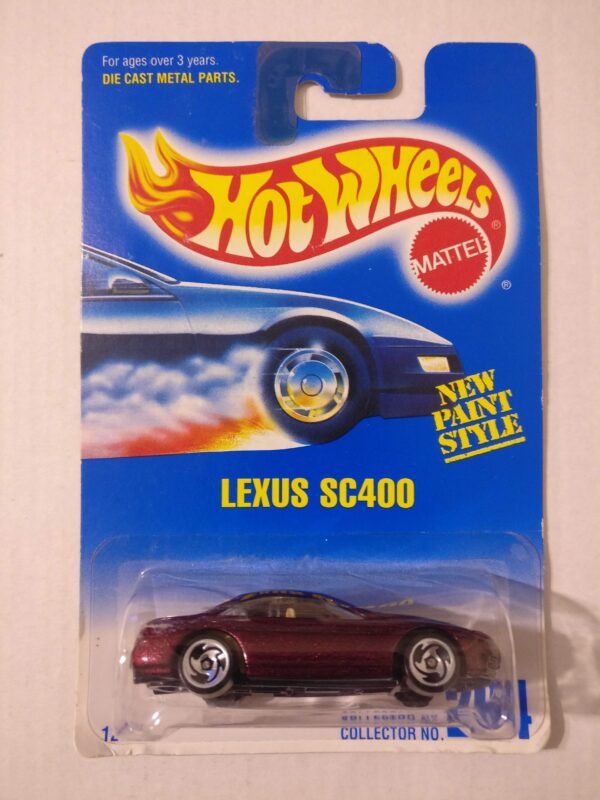 For ages over 3 years.
DIE CAST METAL PARTS.
Hot Wheels
®
MATTEL
®
NEW
PAINT
STYLE
LEXUS SC400
COLLECTOR NO.